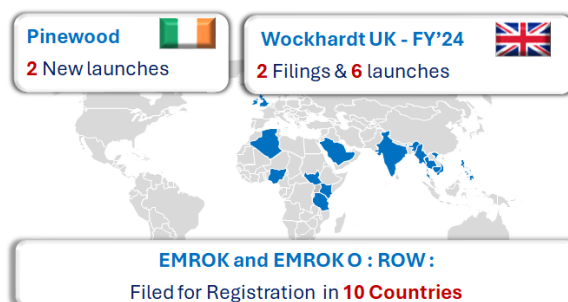 Pinewood
2 New launches
Wockhardt UK - FY’24
2 Filings & 6 launches
EMROK and EMROK O : ROW :
Filed for Registration in 10 Countries